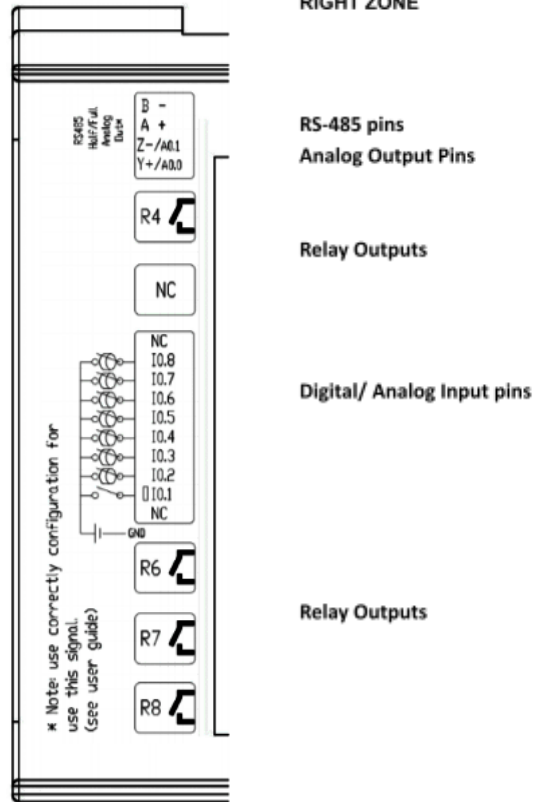 RIGHT ZONE
RS485
Half/Full
Analog
Out*
B -
A +
Z-/A0.1
Y+/A0.0
RS-485 pins
Analog Output Pins
R4
Relay Outputs
NC
NC
I0.8
I0.7
I0.6
I0.5
I0.4
I0.3
I0.2
I0.1
NC
GND
Digital/ Analog Input pins
R6
R7
R8
Relay Outputs
* Note: use correctly configuration for
use this signal.
(see user guide)